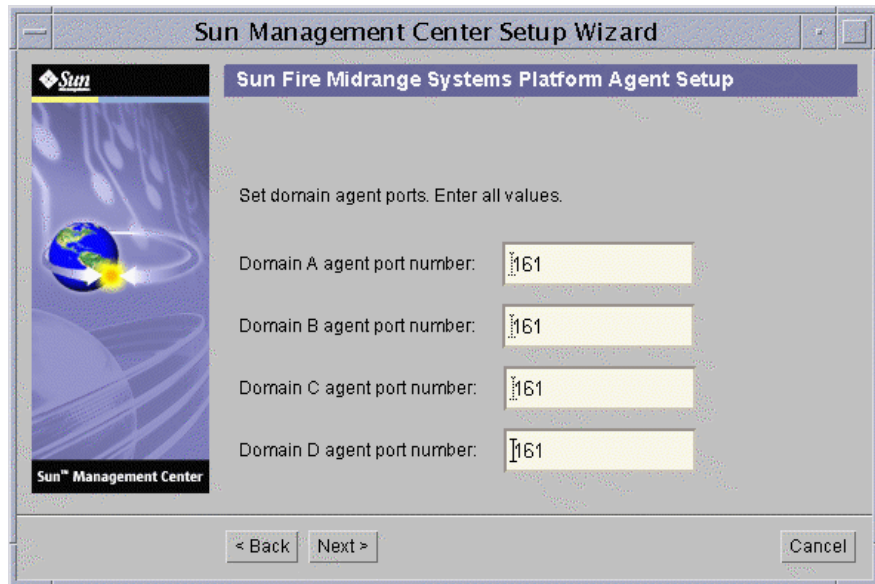 Sun Management Center Setup Wizard
Sun
Sun Fire Midrange Systems Platform Agent Setup
Set domain agent ports. Enter all values.
Domain A agent port number: 161
Domain B agent port number: 161
Domain C agent port number: 161
Domain D agent port number: 161
Sun™ Management Center
< Back Next > Cancel